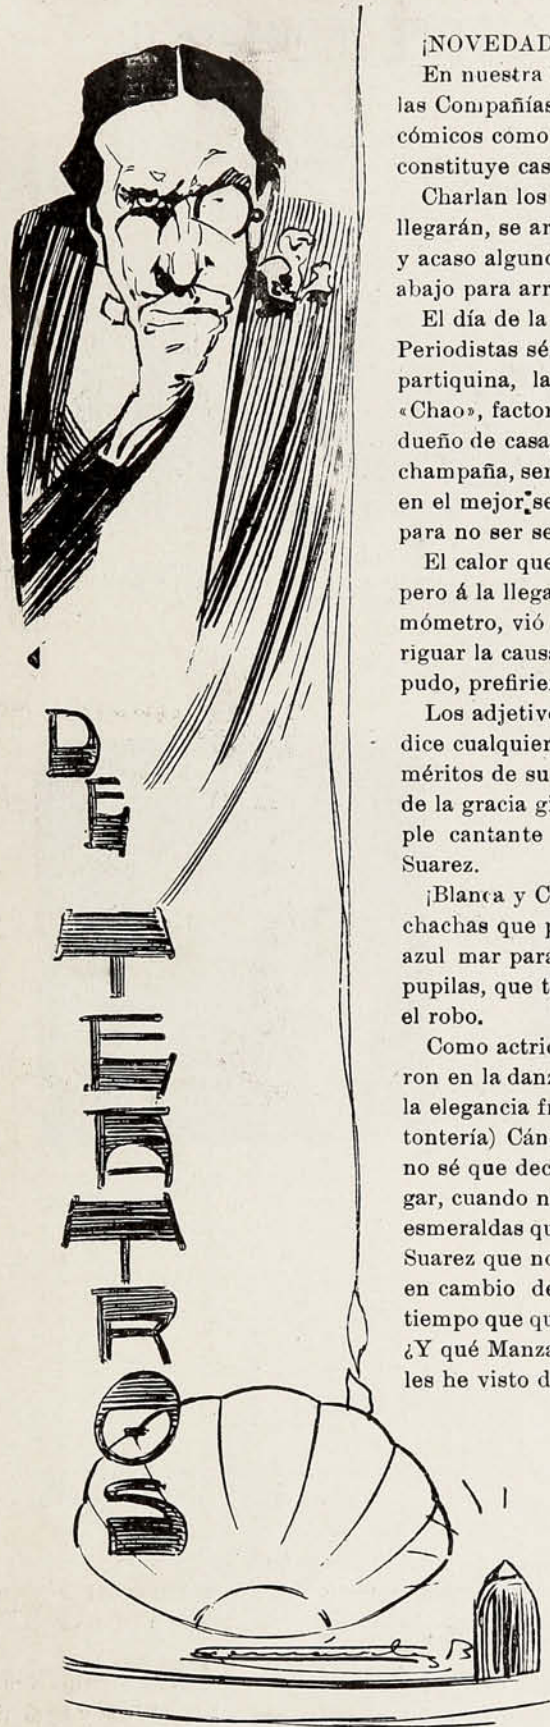 DE
TEATROS
¡NOVEDAD
En nuestra
las Compañías
cómicos como
constituye cas
Charlan los
llegarán, se ar
y acaso alguno
abajo para arr
El día de la
Periodistas sé
partiquina, la
«Chao», factor
dueño de casa
champaña, ser
en el mejor se
para no ser se
El calor que
pero á la llega
mómetro, vió
riguar la causa
pudo, prefirie
Los adjetivo
dice cualquier
méritos de su
de la gracia gi
ple cantante
Suarez.
¡Blanca y C
chachas que p
azul mar para
pupilas, que t
el robo.
Como actric
ron en la danz
la elegancia fr
tontería) Cán
no sé que dec
gar, cuando n
esmeraldas qu
Suarez que no
en cambio de
tiempo que qu
¿Y qué Manza
les he visto d